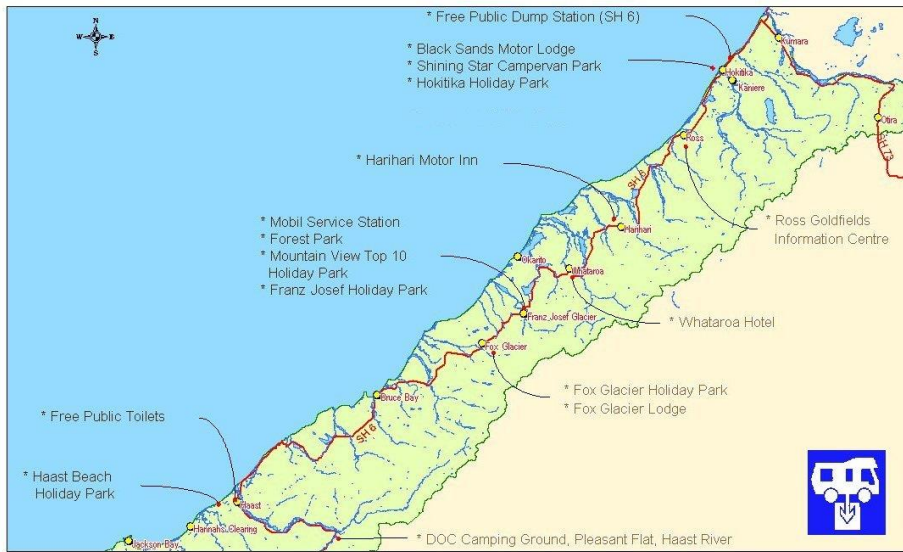 * Free Public Dump Station (SH 6)
* Black Sands Motor Lodge
* Shining Star Campervan Park
* Hokitika Holiday Park
N
W E
S
Kumara
Hokitika
Kaniere
Otira
SH 73
Ross
* Harihari Motor Inn
SH 6
Harihari
* Ross Goldfields
Information Centre
* Mobil Service Station
* Forest Park
* Mountain View Top 10
Holiday Park
* Franz Josef Holiday Park
Okarito
Whataroa
Franz Josef Glacier
* Whataroa Hotel
Fox Glacier
* Fox Glacier Holiday Park
* Fox Glacier Lodge
Bruce Bay
SH 6
* Free Public Toilets
* Haast Beach
Holiday Park
Haast
Hannahs Clearing
Jackson Bay
* DOC Camping Ground, Pleasant Flat, Haast River